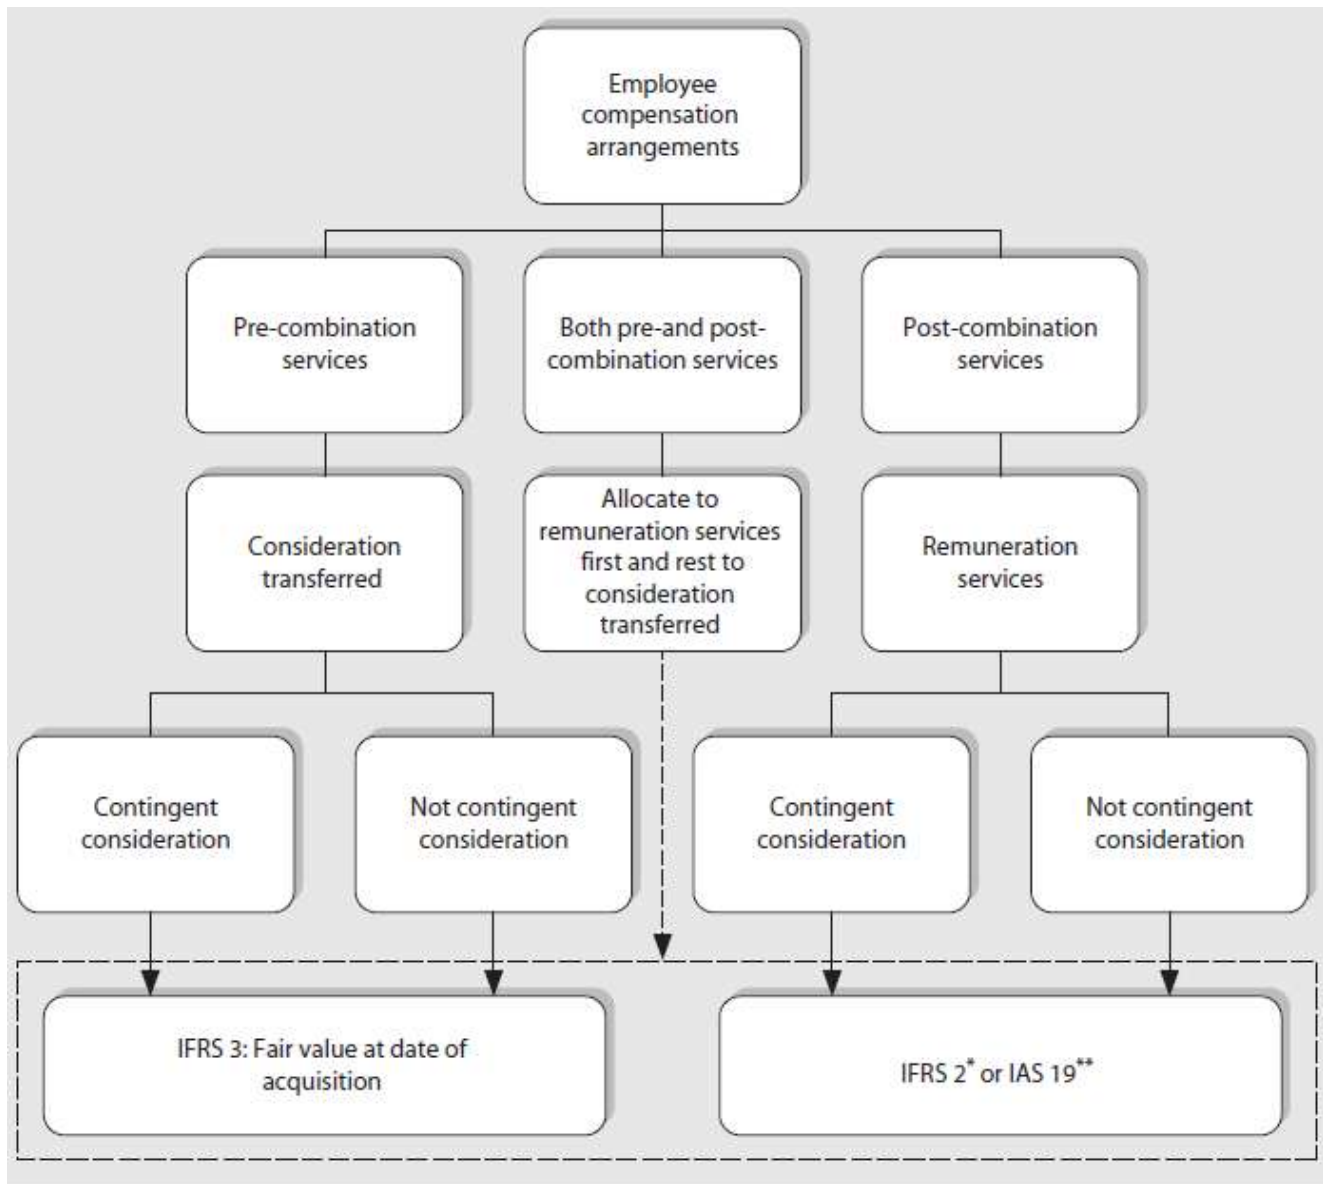 Employee
compensation
arrangements
Pre-combination
services
Both pre-and post-
combination services
Post-combination
services
Consideration
transferred
Allocate to
remuneration services
first and rest to
consideration
transferred
Remuneration
services
Contingent
consideration
Not contingent
consideration
Contingent
consideration
Not contingent
consideration
IFRS 3: Fair value at date of
acquisition
IFRS 2* or IAS 19**